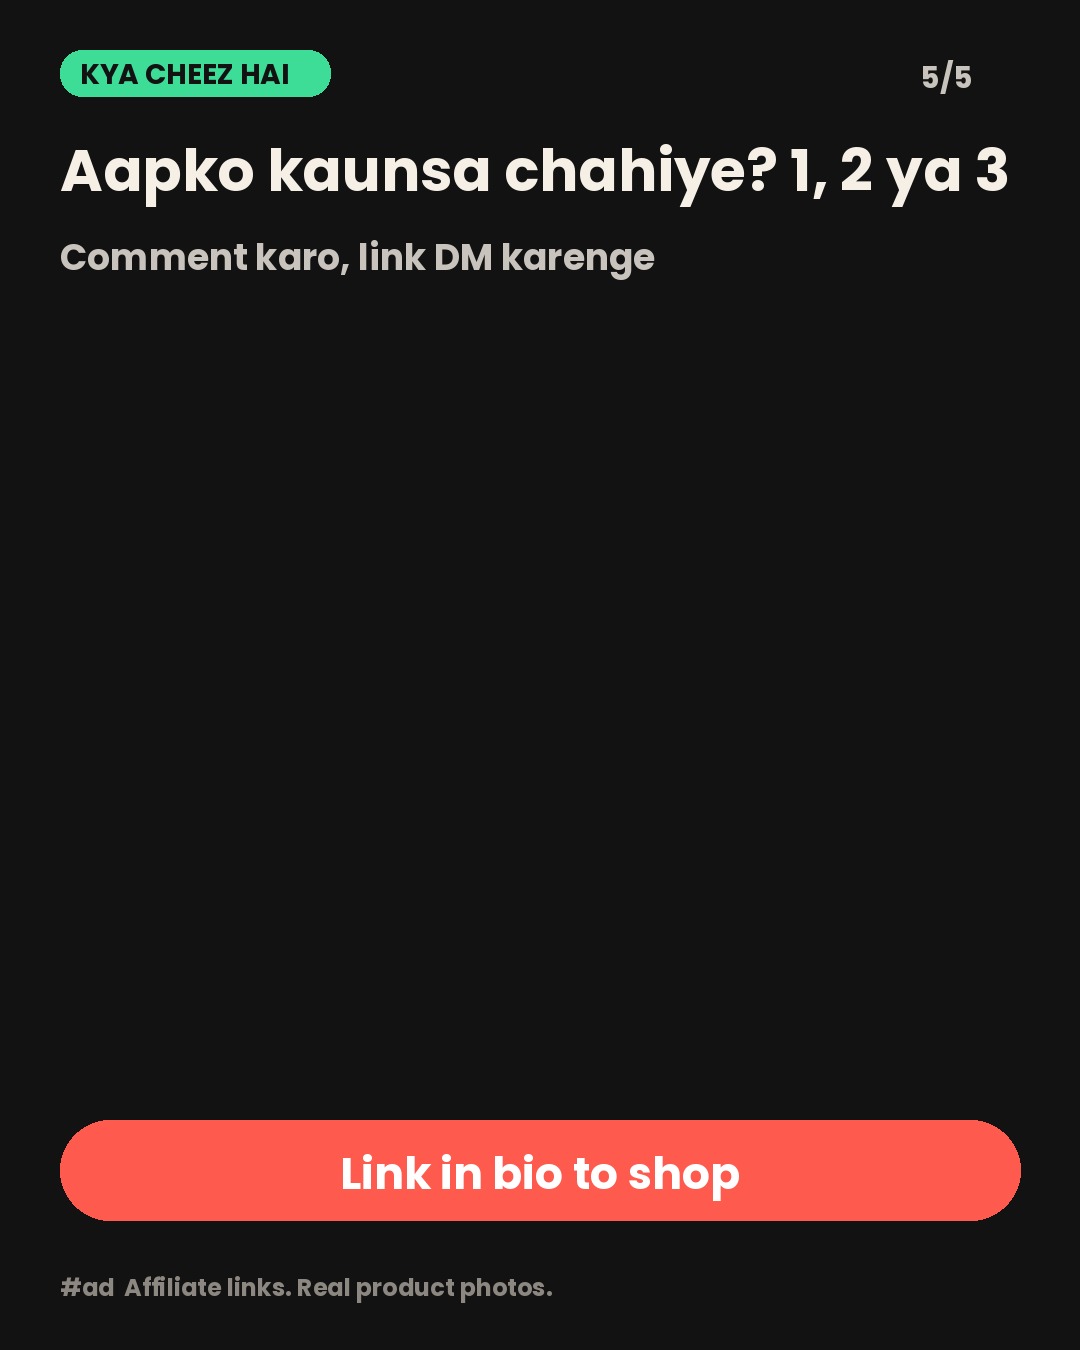 KYA CHEEZ HAI
5/5
Aapko kaunsa chahiye? 1, 2 ya 3
Comment karo, link DM karenge
Link in bio to shop
#ad Affiliate links. Real product photos.